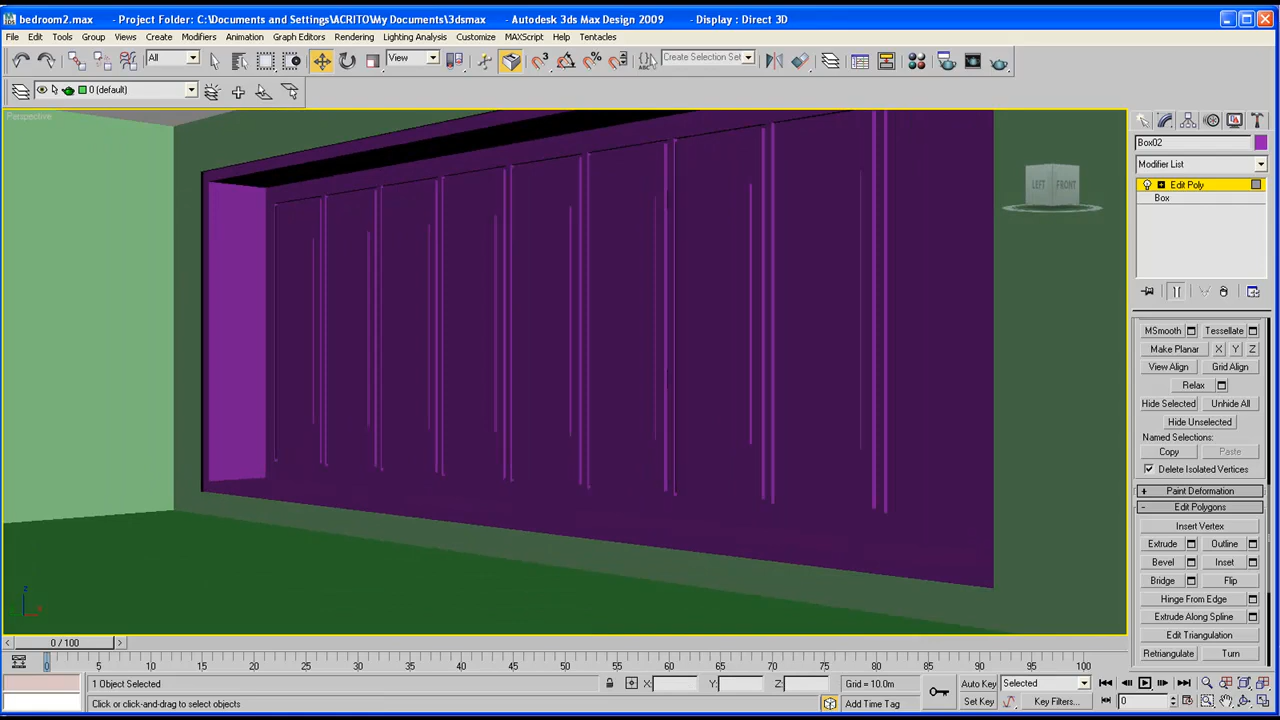 bedroom2.max - Project Folder: C:\Documents and Settings\ACRITO\My Documents\3dsmax - Autodesk 3ds Max Design 2009 - Display : Direct 3D
File Edit Tools Group Views Create Modifiers Animation Graph Editors Rendering Lighting Analysis Customize MAXScript Help Tentacles
All View Create Selection Set
0 (default)
Perspective
LEFT FRONT
Box02
Modifier List
Edit Poly
Box
MSmooth Tessellate
Make Planar X Y Z
View Align Grid Align
Relax
Hide Selected Unhide All
Hide Unselected
Named Selections:
Copy Paste
Delete Isolated Vertices
+ Paint Deformation
- Edit Polygons
Insert Vertex
Extrude Outline
Bevel Inset
Bridge Flip
Hinge From Edge
Extrude Along Spline
Edit Triangulation
Retriangulate Turn
< 0 / 100 >
0 5 10 15 20 25 30 35 40 45 50 55 60 65 70 75 80 85 90 95 100
1 Object Selected X: Y: Z: Grid = 10.0m Auto Key Selected
Click or click-and-drag to select objects Add Time Tag Set Key Key Filters... 0